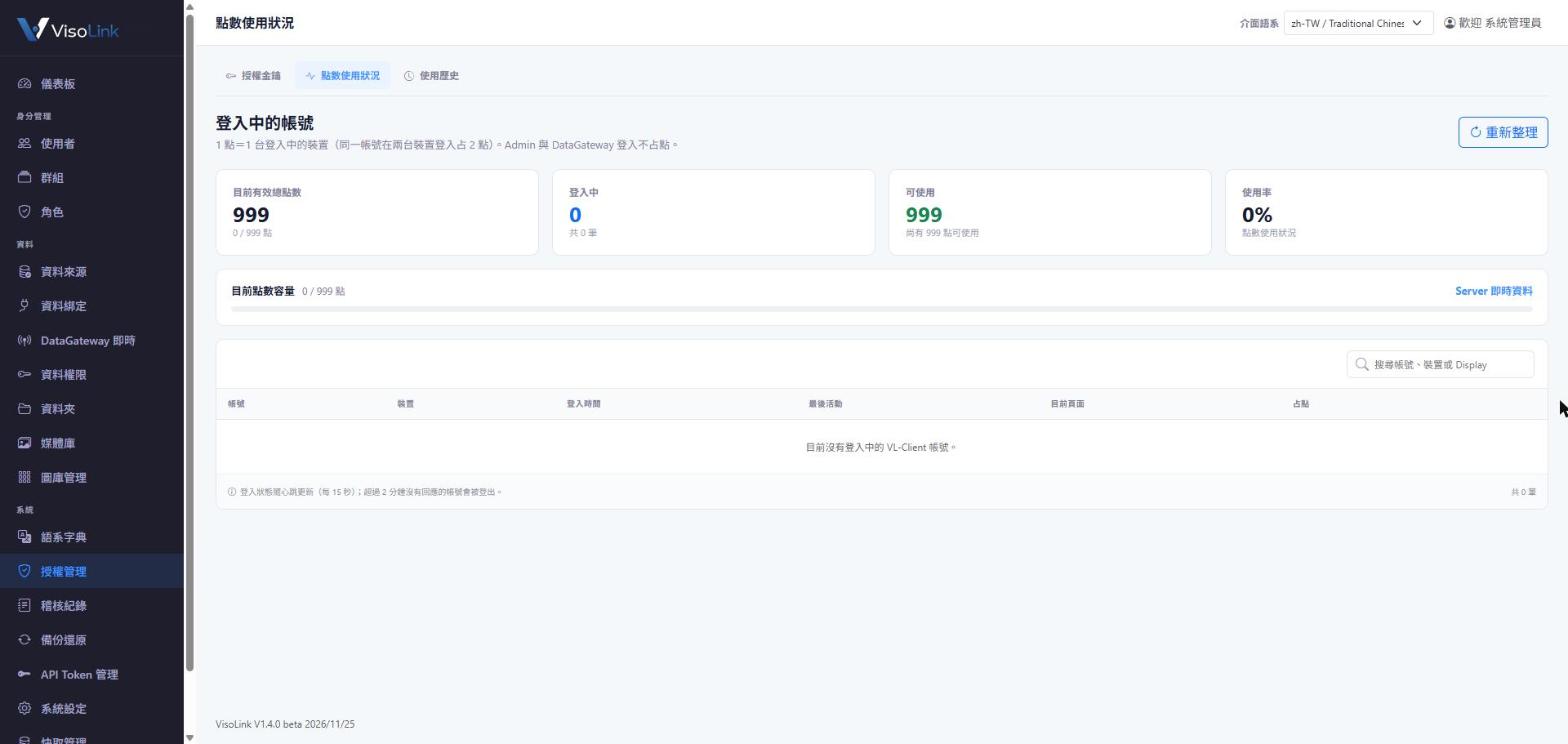 VisoLink
點數使用狀況
介面語系
zh-TW / Traditional Chines
歡迎 系統管理員
儀表板
身分管理
使用者
群組
角色
資料
資料來源
資料綁定
DataGateway 即時
資料權限
資料夾
媒體庫
圖庫管理
系統
語系字典
授權管理
稽核紀錄
備份還原
API Token 管理
系統設定
快取管理
授權金鑰
點數使用狀況
使用歷史
登入中的帳號
1 點＝1 台登入中的裝置（同一帳號在兩台裝置登入占 2 點）。Admin 與 DataGateway 登入不占點。
重新整理
目前有效總點數
999
0 / 999 點
登入中
0
共 0 筆
可使用
999
尚有 999 點可使用
使用率
0%
點數使用狀況
目前點數容量 0 / 999 點
Server 即時資料
搜尋帳號、裝置或 Display
帳號 裝置 登入時間 最後活動 目前頁面 占點
目前沒有登入中的 VL-Client 帳號。
登入狀態隨心跳更新（每 15 秒）；超過 2 分鐘沒有回應的帳號會被登出。
共 0 筆
VisoLink V1.4.0 beta 2026/11/25